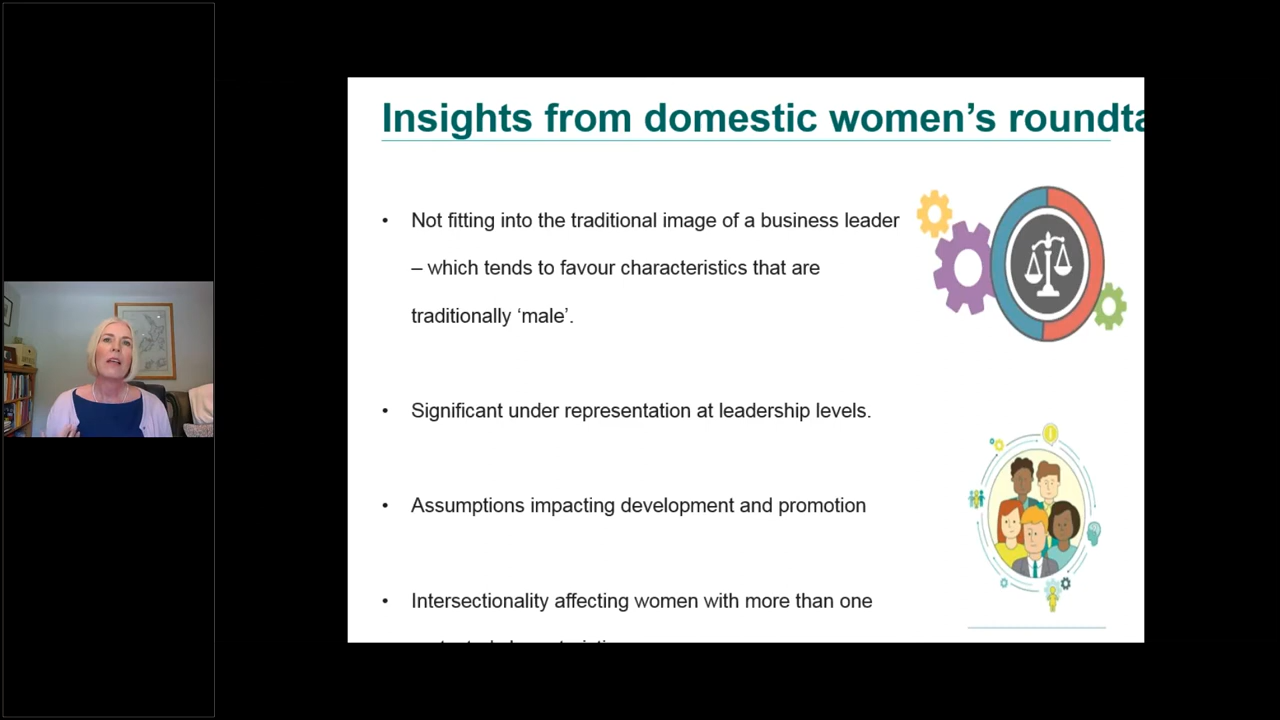 Insights from domestic women’s
• Not fitting into the traditional image of a business leader
– which tends to favour characteristics that are
traditionally ‘male’.
• Significant under representation at leadership levels.
• Assumptions impacting development and promotion
• Intersectionality affecting women with more than one